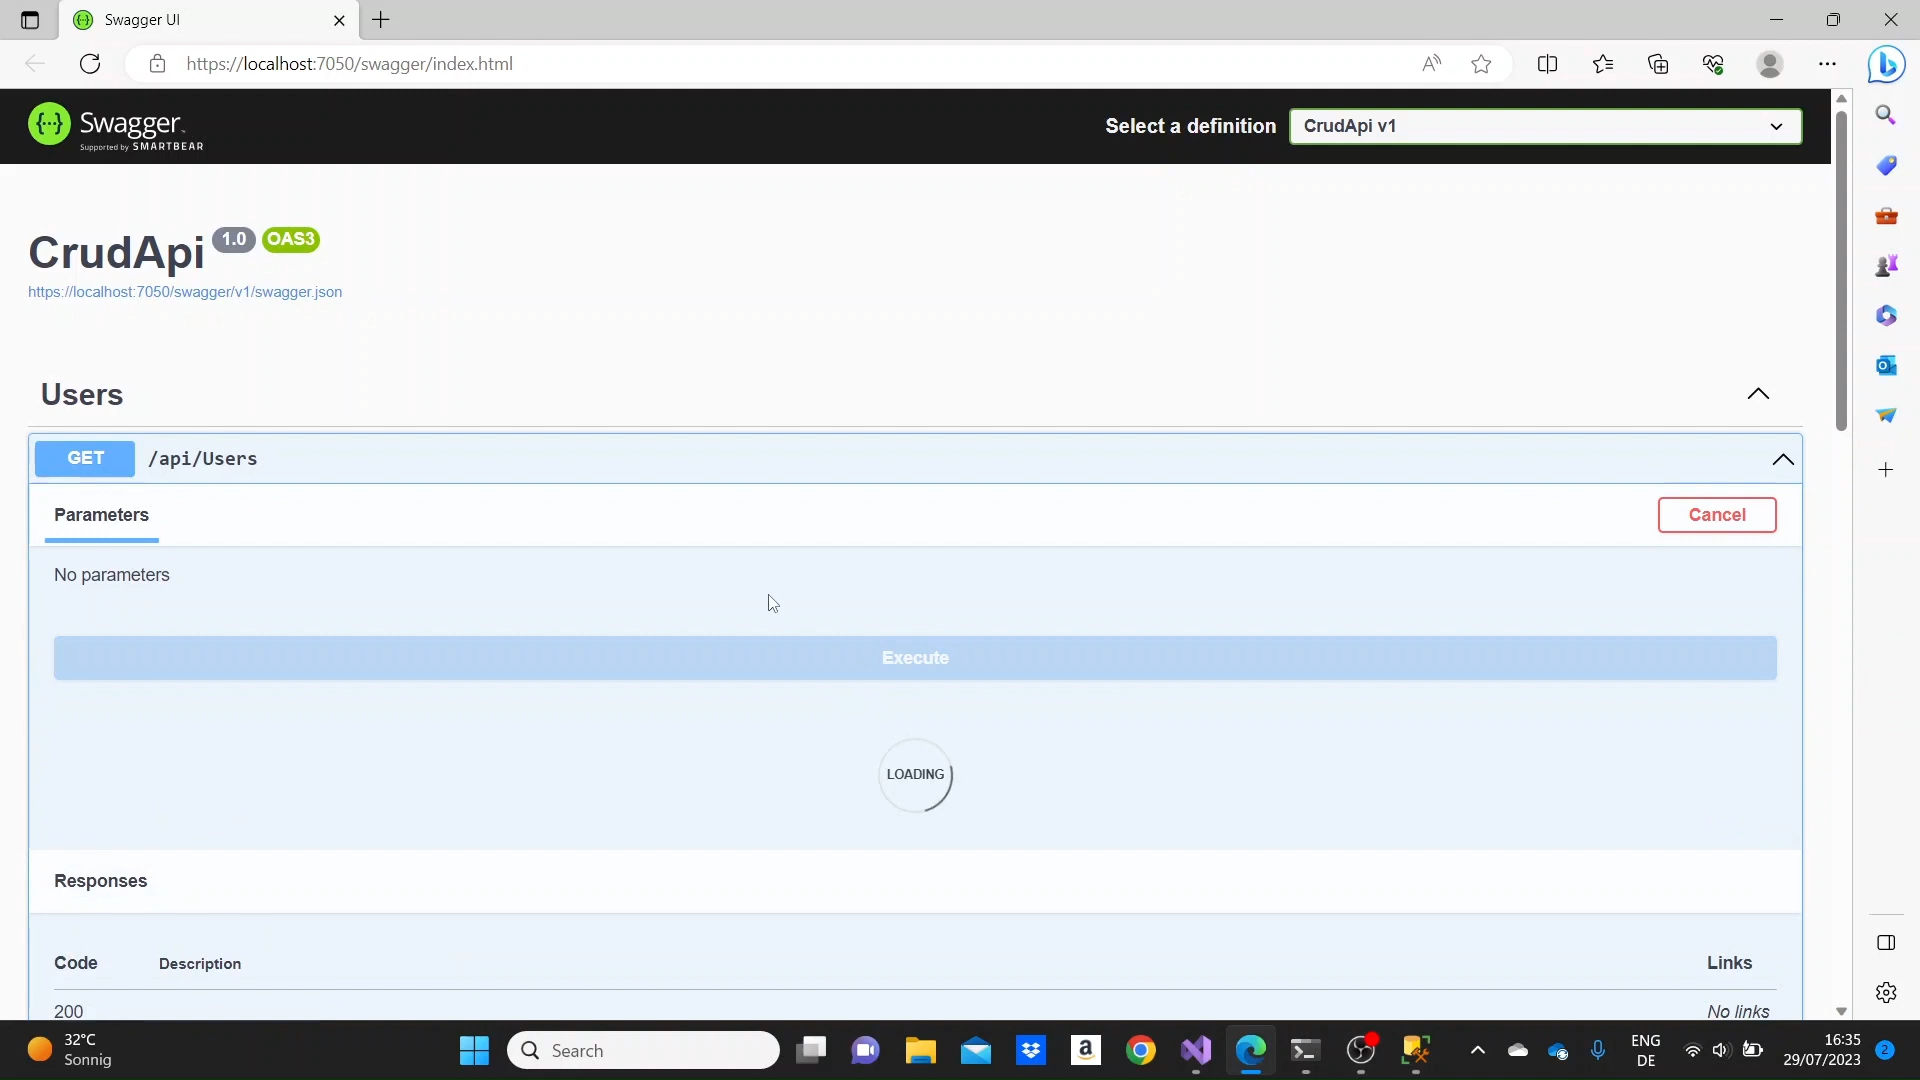 Swagger UI
https://localhost:7050/swagger/index.html
Swagger
Supported by SMARTBEAR
Select a definition
CrudApi v1
CrudApi 1.0 OAS3
https://localhost:7050/swagger/v1/swagger.json
Users
GET /api/Users
Parameters
Cancel
No parameters
Execute
LOADING
Responses
Code Description Links
200 No links
32°C
Sonnig
Search
ENG
DE
16:35
29/07/2023
2